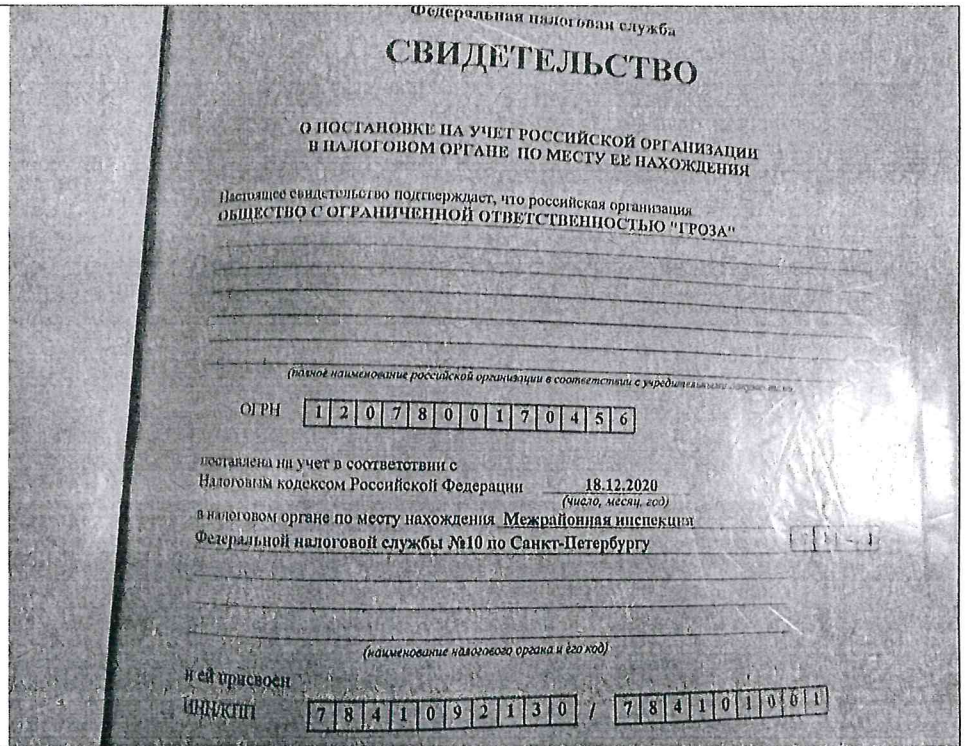 Федеральная налоговая служба
СВИДЕТЕЛЬСТВО
О ПОСТАНОВКЕ НА УЧЕТ РОССИЙСКОЙ ОРГАНИЗАЦИИ
В НАЛОГОВОМ ОРГАНЕ ПО МЕСТУ ЕЕ НАХОЖДЕНИЯ
Настоящее свидетельство подтверждает, что российская организация
ОБЩЕСТВО С ОГРАНИЧЕННОЙ ОТВЕТСТВЕННОСТЬЮ "ГРОЗА"
(полное наименование российской организации в соответствии с учредительными
ОГРН 1207800170456
поставлена на учет в соответствии с
Налоговым кодексом Российской Федерации 18.12.2020
(число, месяц, год)
в налоговом органе по месту нахождения Межрайонная инспекция
Федеральной налоговой службы №10 по Санкт-Петербургу
(наименование налогового органа и его код)
и ей присвоен
ИНН/КПП 7841092130 / 784101001